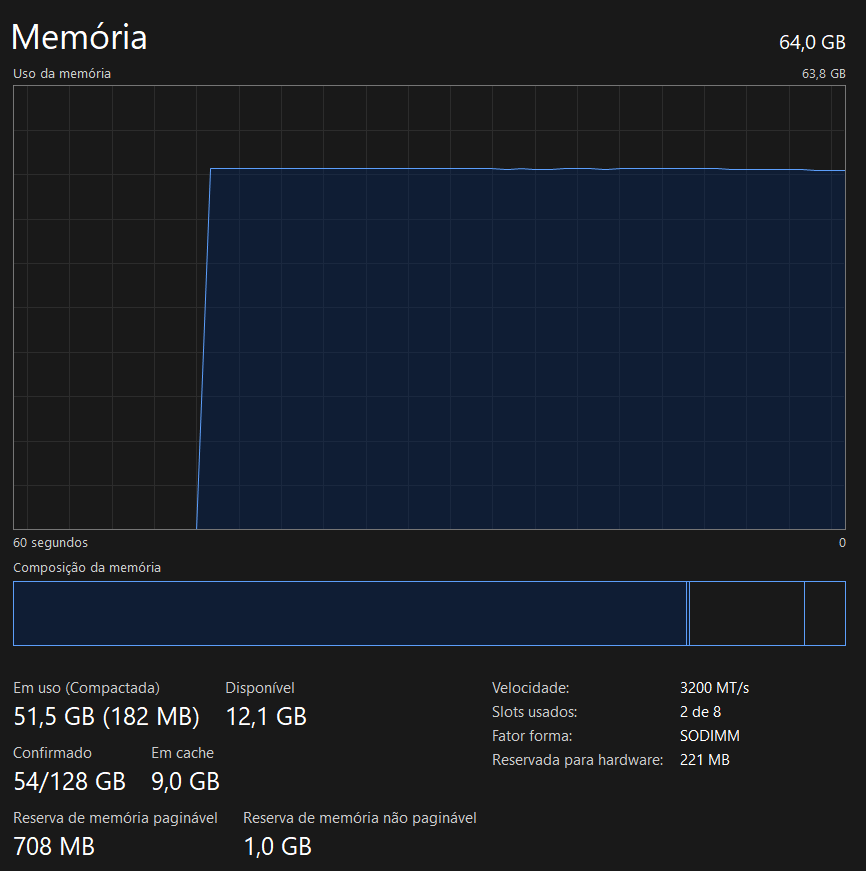 Memória 64,0 GB
Uso da memória 63,8 GB
60 segundos 0
Composição da memória
Em uso (Compactada) Disponível
51,5 GB (182 MB) 12,1 GB
Confirmado Em cache
54/128 GB 9,0 GB
Reserva de memória paginável Reserva de memória não paginável
708 MB 1,0 GB
Velocidade: 3200 MT/s
Slots usados: 2 de 8
Fator forma: SODIMM
Reservada para hardware: 221 MB